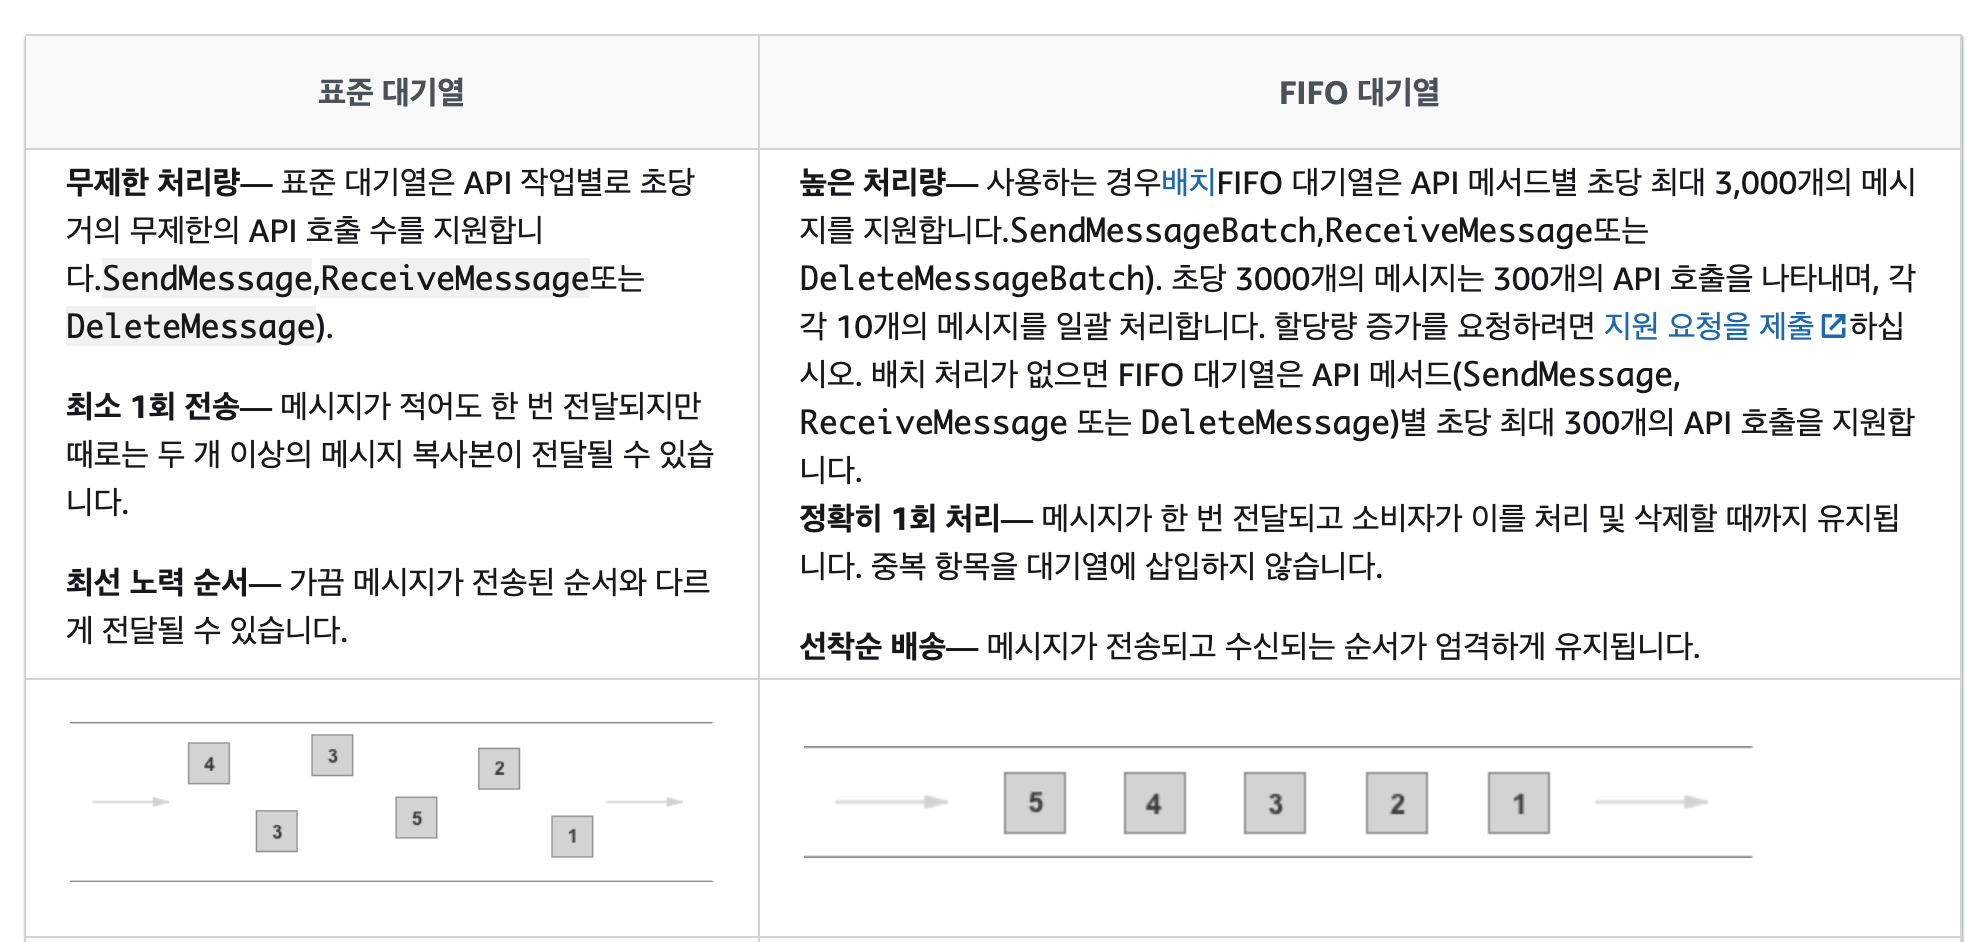 표준 대기열
FIFO 대기열
무제한 처리량— 표준 대기열은 API 작업별로 초당
거의 무제한의 API 호출 수를 지원합니
다.SendMessage,ReceiveMessage또는
DeleteMessage).
최소 1회 전송— 메시지가 적어도 한 번 전달되지만
때로는 두 개 이상의 메시지 복사본이 전달될 수 있습
니다.
최선 노력 순서— 가끔 메시지가 전송된 순서와 다르
게 전달될 수 있습니다.
높은 처리량— 사용하는 경우배치FIFO 대기열은 API 메서드별 초당 최대 3,000개의 메시
지를 지원합니다.SendMessageBatch,ReceiveMessage또는
DeleteMessageBatch). 초당 3000개의 메시지는 300개의 API 호출을 나타내며, 각
각 10개의 메시지를 일괄 처리합니다. 할당량 증가를 요청하려면 지원 요청을 제출하십
시오. 배치 처리가 없으면 FIFO 대기열은 API 메서드(SendMessage,
ReceiveMessage 또는 DeleteMessage)별 초당 최대 300개의 API 호출을 지원합
니다.
정확히 1회 처리— 메시지가 한 번 전달되고 소비자가 이를 처리 및 삭제할 때까지 유지됩
니다. 중복 항목을 대기열에 삽입하지 않습니다.
선착순 배송— 메시지가 전송되고 수신되는 순서가 엄격하게 유지됩니다.
4 3 2
3 5 1
5 4 3 2 1